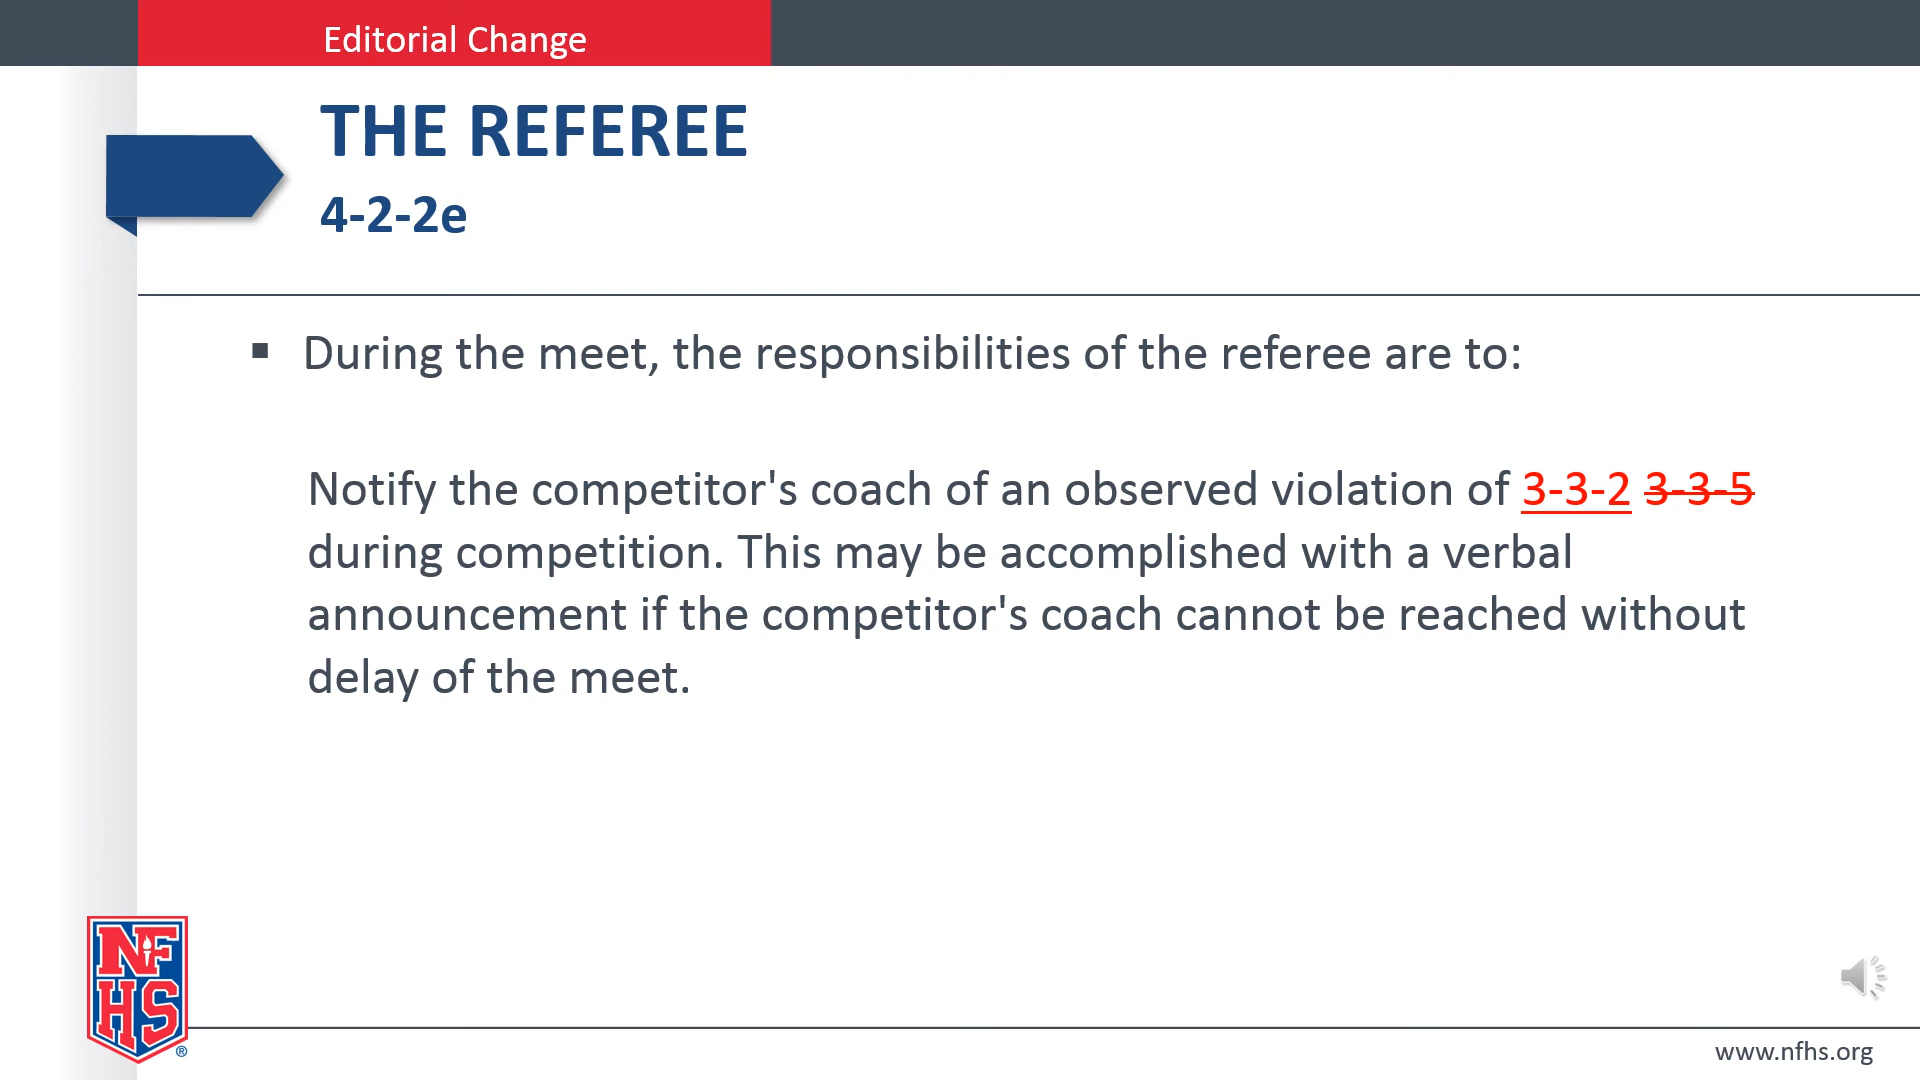 Editorial Change
THE REFEREE
4-2-2e
▪ During the meet, the responsibilities of the referee are to:
Notify the competitor's coach of an observed violation of 3-3-2 3-3-5
during competition. This may be accomplished with a verbal
announcement if the competitor's coach cannot be reached without
delay of the meet.
NF
HS
®
www.nfhs.org